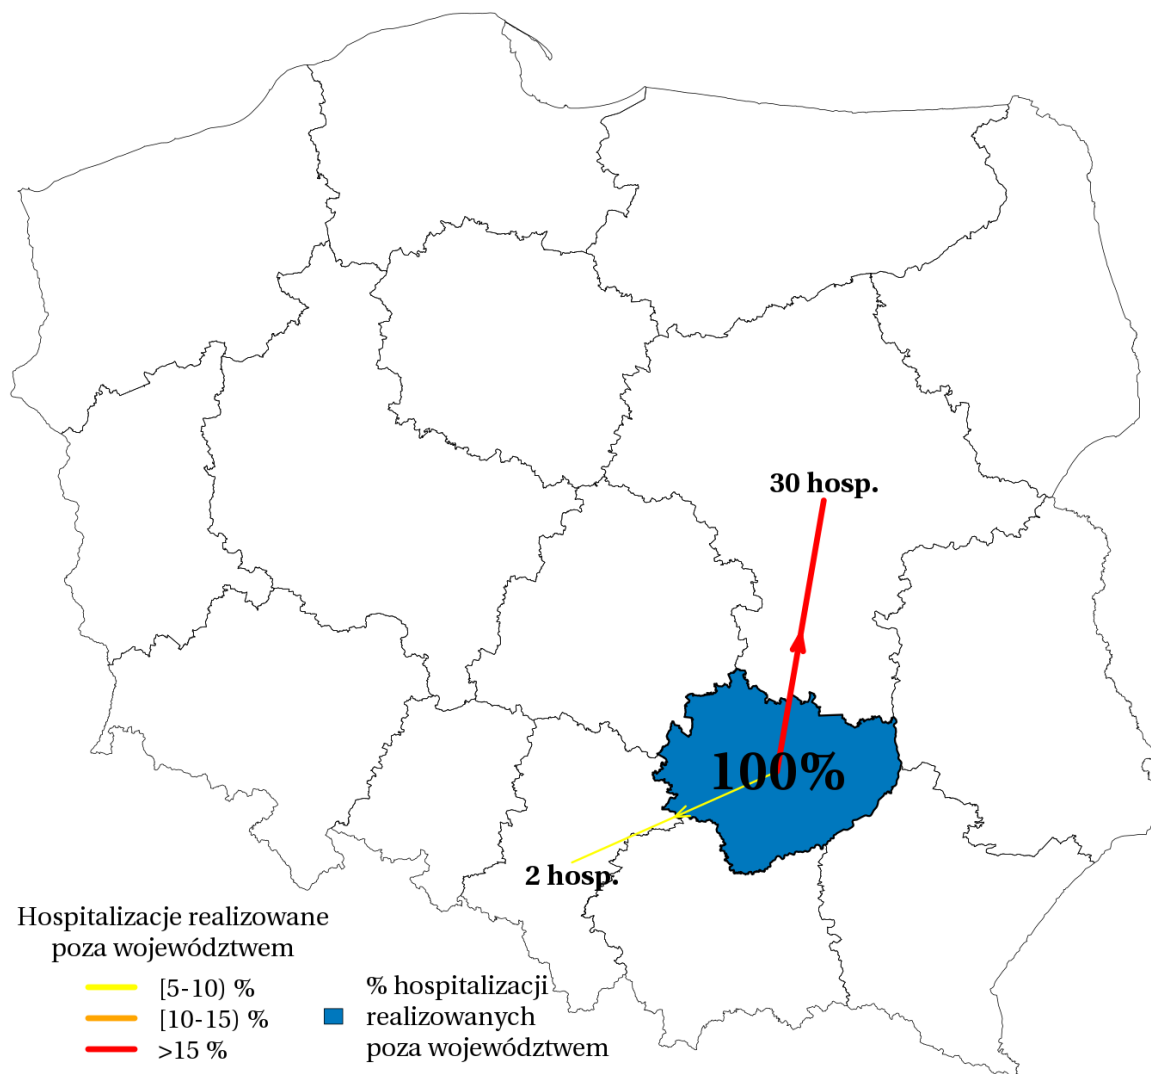 30 hosp.
100%
2 hosp.
Hospitalizacje realizowane
poza województwem
[5-10) %
[10-15) %
>15 %
% hospitalizacji
realizowanych
poza województwem